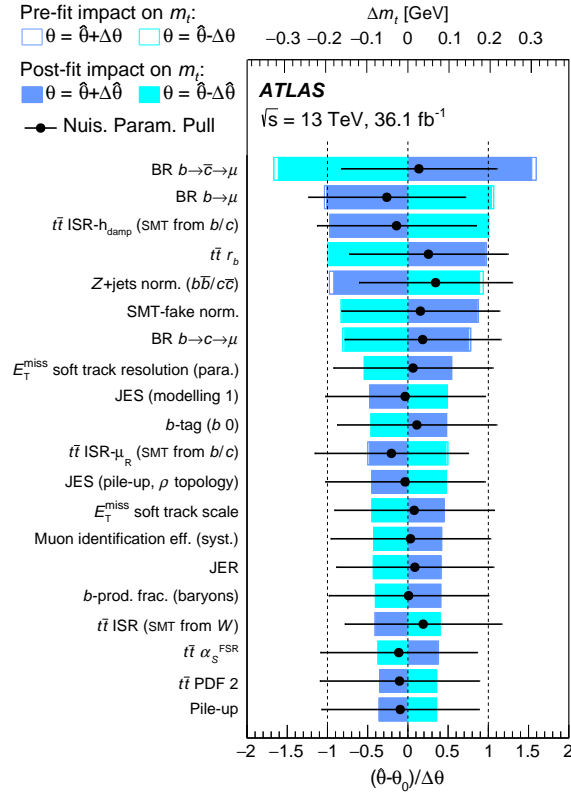 Pre-fit impact on mₜ:
θ = θ̂+Δθ θ = θ̂-Δθ
Post-fit impact on mₜ:
θ = θ̂+Δθ̂ θ = θ̂-Δθ̂
Nuis. Param. Pull
Δmₜ [GeV]
−0.3 −0.2 −0.1 0 0.1 0.2 0.3
ATLAS
√s = 13 TeV, 36.1 fb⁻¹
BR b→c̄→μ
BR b→μ
tt̄ ISR-h_damp (SMT from b/c)
tt̄ r_b
Z+jets norm. (bb̄/cc̄)
SMT-fake norm.
BR b→c→μ
E_T^miss soft track resolution (para.)
JES (modelling 1)
b-tag (b 0)
tt̄ ISR-μ_R (SMT from b/c)
JES (pile-up, ρ topology)
E_T^miss soft track scale
Muon identification eff. (syst.)
JER
b-prod. frac. (baryons)
tt̄ ISR (SMT from W)
tt̄ α_S^FSR
tt̄ PDF 2
Pile-up
−2 −1.5 −1 −0.5 0 0.5 1 1.5 2
(θ̂-θ₀)/Δθ